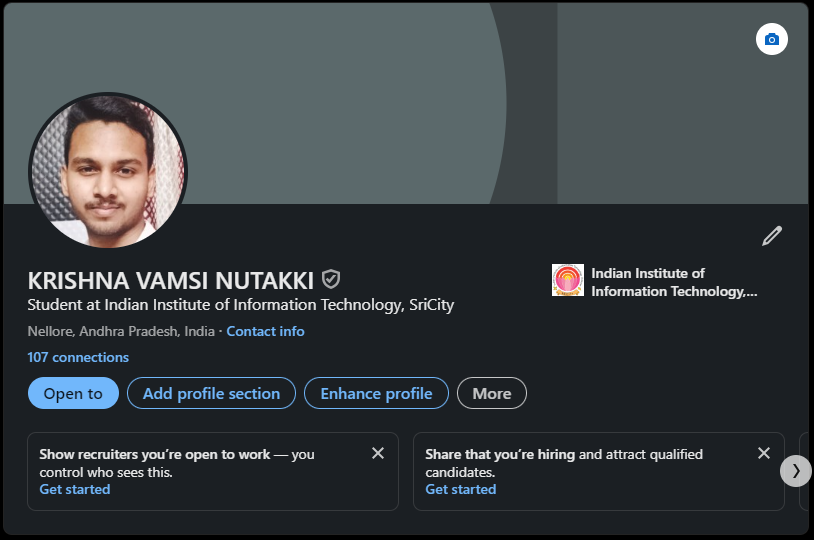 KRISHNA VAMSI NUTAKKI
Student at Indian Institute of Information Technology, SriCity
Nellore, Andhra Pradesh, India · Contact info
107 connections
Indian Institute of
Information Technology,...
Open to
Add profile section
Enhance profile
More
Show recruiters you’re open to work — you
control who sees this.
Get started
Share that you’re hiring and attract qualified
candidates.
Get started